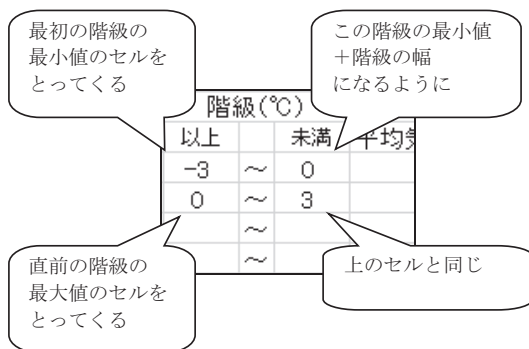 最初の階級の
最小値のセルを
とってくる
この階級の最小値
＋階級の幅
になるように
階級(℃)
以上 未満 平均気
-3 ～ 0
0 ～ 3
～
～
直前の階級の
最大値のセルを
とってくる
上のセルと同じ